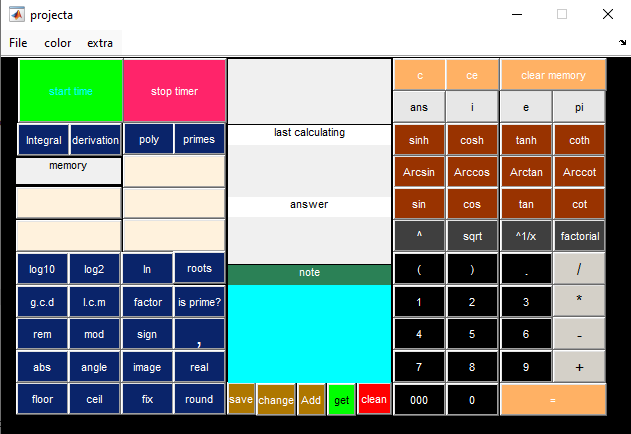 projecta
File color extra
start time stop timer c ce clear memory
ans i e pi
Integral derivation poly primes last calculating sinh cosh tanh coth
memory Arcsin Arccos Arctan Arccot
answer sin cos tan cot
^ sqrt ^1/x factorial
log10 log2 ln roots note ( ) . /
g.c.d l.c.m factor is prime? 1 2 3 *
rem mod sign , 4 5 6 -
abs angle image real 7 8 9 +
floor ceil fix round save change Add get clean 000 0 =